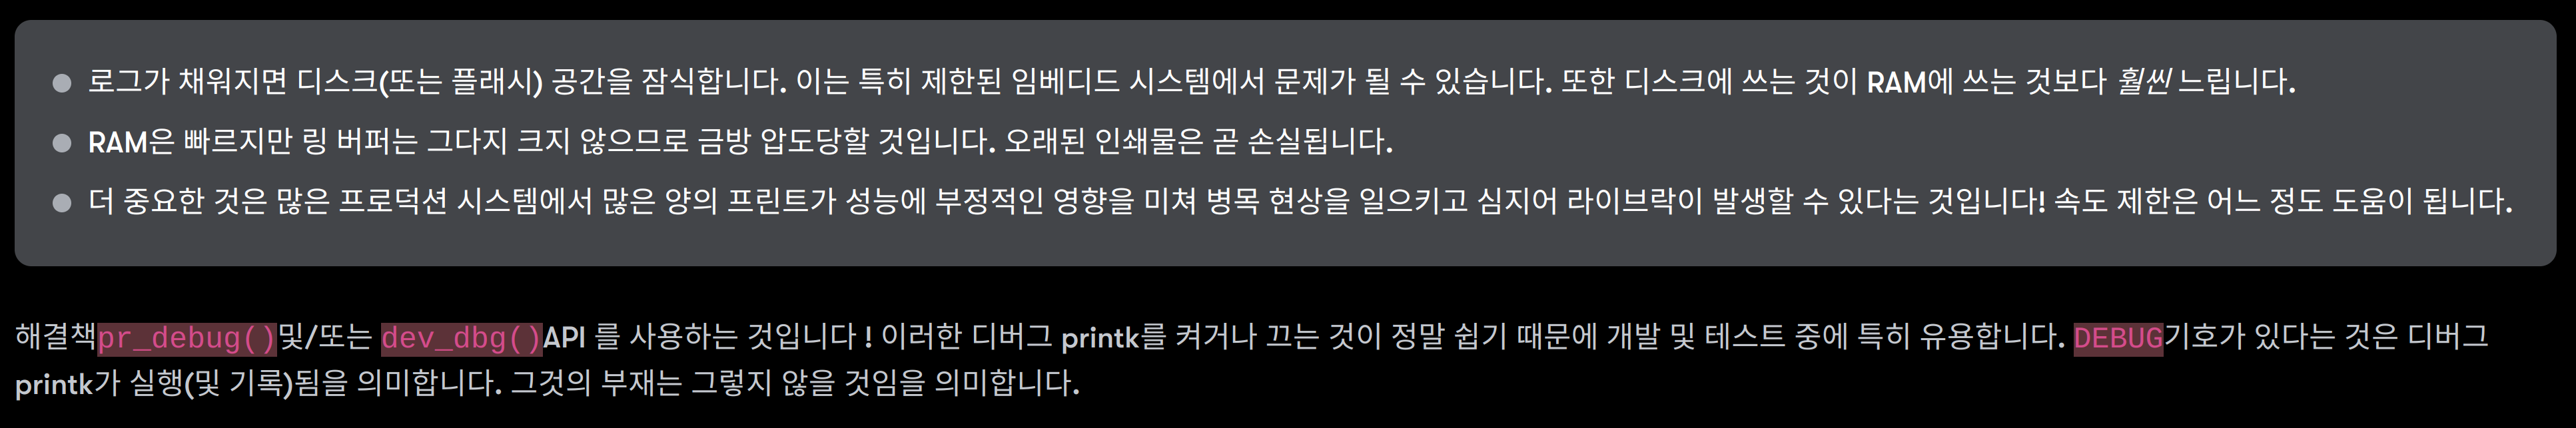 로그가 채워지면 디스크(또는 플래시) 공간을 잠식합니다. 이는 특히 제한된 임베디드 시스템에서 문제가 될 수 있습니다. 또한 디스크에 쓰는 것이 RAM에 쓰는 것보다 훨씬 느립니다.
RAM은 빠르지만 링 버퍼는 그다지 크지 않으므로 금방 압도당할 것입니다. 오래된 인쇄물은 곧 손실됩니다.
더 중요한 것은 많은 프로덕션 시스템에서 많은 양의 프린트가 성능에 부정적인 영향을 미쳐 병목 현상을 일으키고 심지어 라이브락이 발생할 수 있다는 것입니다! 속도 제한은 어느 정도 도움이 됩니다.
해결책pr_debug()및/또는 dev_dbg()API 를 사용하는 것입니다 ! 이러한 디버그 printk를 켜거나 끄는 것이 정말 쉽기 때문에 개발 및 테스트 중에 특히 유용합니다. DEBUG기호가 있다는 것은 디버그
printk가 실행(및 기록)됨을 의미합니다. 그것의 부재는 그렇지 않을 것임을 의미합니다.